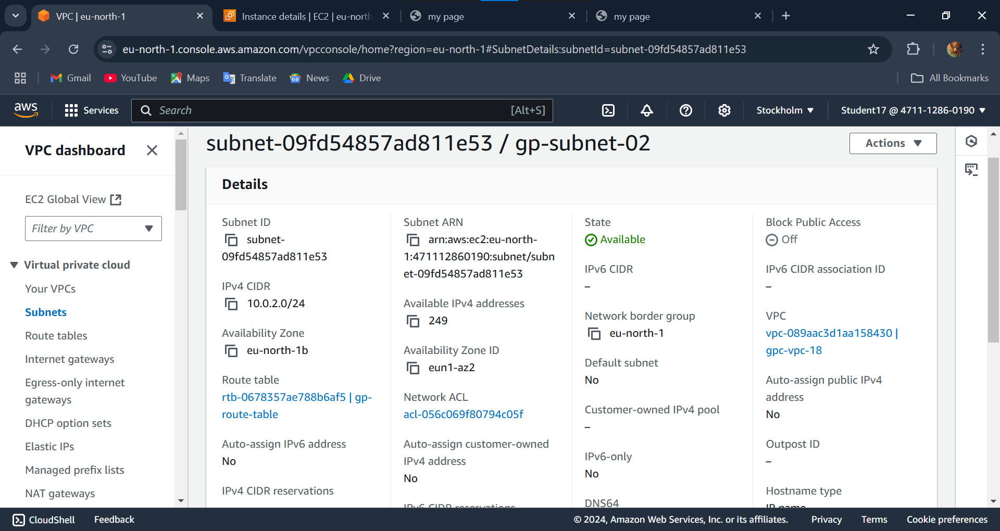 VPC | eu-north-1
Instance details | EC2 | eu-north
my page
my page
eu-north-1.console.aws.amazon.com/vpcconsole/home?region=eu-north-1#SubnetDetails:subnetId=subnet-09fd54857ad811e53
Gmail
YouTube
Maps
Translate
News
Drive
All Bookmarks
aws
Services
Search
[Alt+S]
Stockholm
Student17 @ 4711-1286-0190
VPC dashboard
EC2 Global View
Filter by VPC
Virtual private cloud
Your VPCs
Subnets
Route tables
Internet gateways
Egress-only internet
gateways
DHCP option sets
Elastic IPs
Managed prefix lists
NAT gateways
subnet-09fd54857ad811e53 / gp-subnet-02
Actions
Details
Subnet ID
subnet-
09fd54857ad811e53
IPv4 CIDR
10.0.2.0/24
Availability Zone
eu-north-1b
Route table
rtb-0678357ae788b6af5 | gp-
route-table
Auto-assign IPv6 address
No
IPv4 CIDR reservations
Subnet ARN
arn:aws:ec2:eu-north-
1:471112860190:subnet/subn
et-09fd54857ad811e53
Available IPv4 addresses
249
Availability Zone ID
eun1-az2
Network ACL
acl-056c069f80794c05f
Auto-assign customer-owned
IPv4 address
No
IPv6 CIDR reservations
State
Available
IPv6 CIDR
–
Network border group
eu-north-1
Default subnet
No
Customer-owned IPv4 pool
–
IPv6-only
No
DNS64
Block Public Access
Off
IPv6 CIDR association ID
–
VPC
vpc-089aac3d1aa158430 |
gpc-vpc-18
Auto-assign public IPv4
address
No
Outpost ID
–
Hostname type
IP name
CloudShell
Feedback
© 2024, Amazon Web Services, Inc. or its affiliates.
Privacy
Terms
Cookie preferences